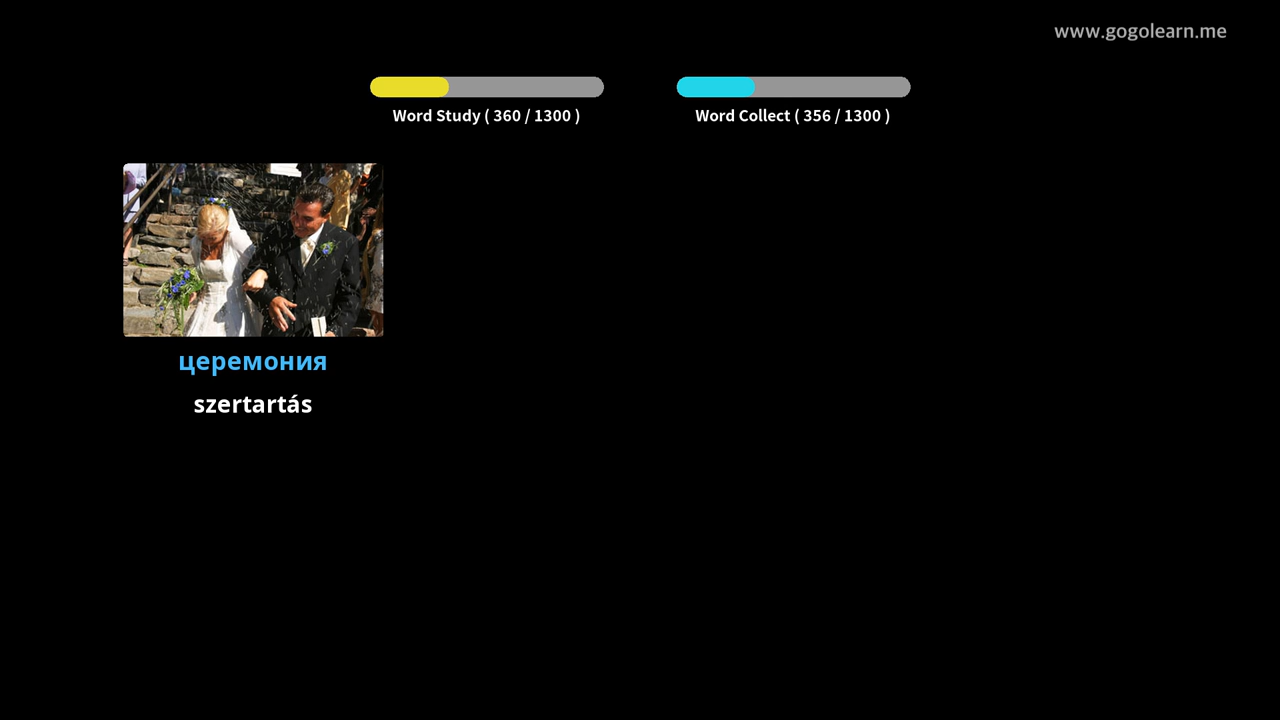 www.gogolearn.me
Word Study ( 360 / 1300 )
Word Collect ( 356 / 1300 )
церемония
szertartás